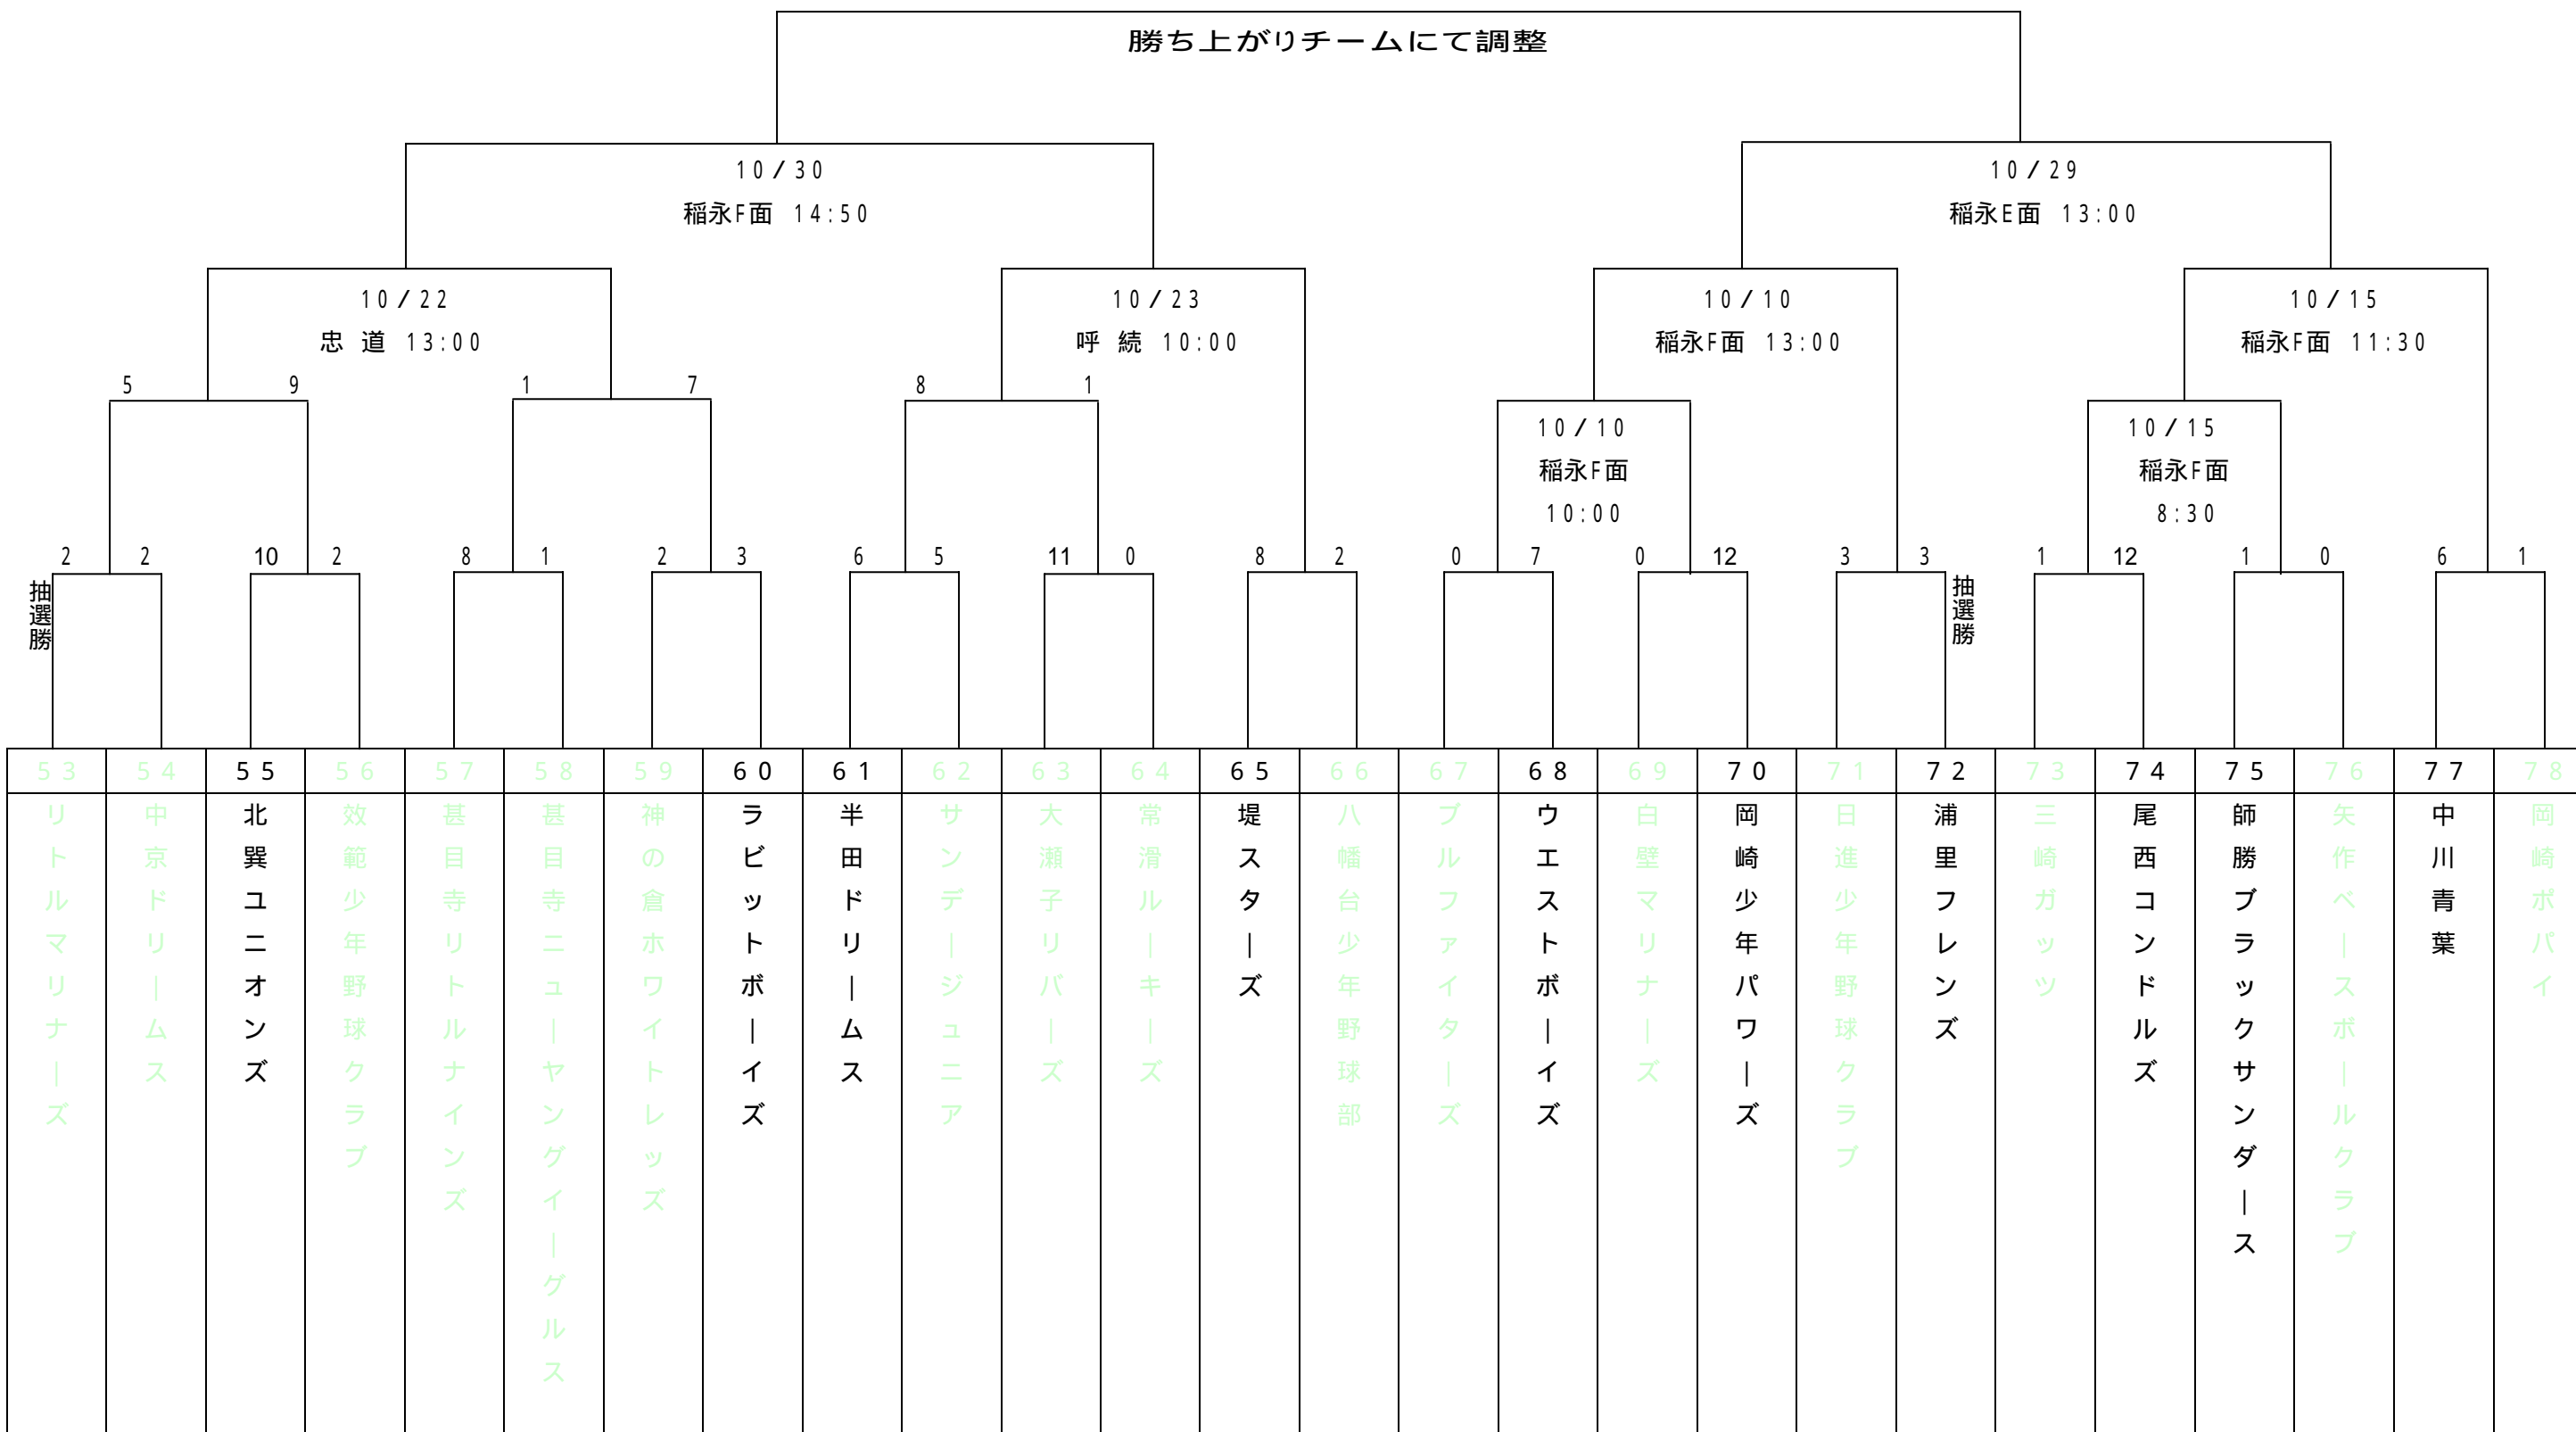 勝ち上がりチームにて調整
10/30
稲永F面 14:50
10/29
稲永E面 13:00
10/22
忠 道 13:00
10/23
呼 続 10:00
10/10
稲永F面 13:00
10/15
稲永F面 11:30
5 9 1 7 8 1
10/10
稲永F面
10:00
10/15
稲永F面
8:30
2 2 10 2 8 1 2 3 6 5 11 0 8 2 0 7 0 12 3 3 1 12 1 0 6 1
抽選勝
抽選勝
53 54 55 56 57 58 59 60 61 62 63 64 65 66 67 68 69 70 71 72 73 74 75 76 77 78
リトルマリナーズ
中京ドリームス
北巽ユニオンズ
效範少年野球クラブ
甚目寺リトルナインズ
甚目寺ニューヤングイーグルス
神の倉ホワイトレッズ
ラビットボーイズ
半田ドリームス
サンデージュニア
大瀬子リバーズ
常滑ルーキーズ
堤スターズ
八幡台少年野球部
ブルファイターズ
ウエストボーイズ
白壁マリナーズ
岡崎少年パワーズ
日進少年野球クラブ
浦里フレンズ
三崎ガッツ
尾西コンドルズ
師勝ブラックサンダース
矢作ベースボールクラブ
中川青葉
岡崎ポパイ